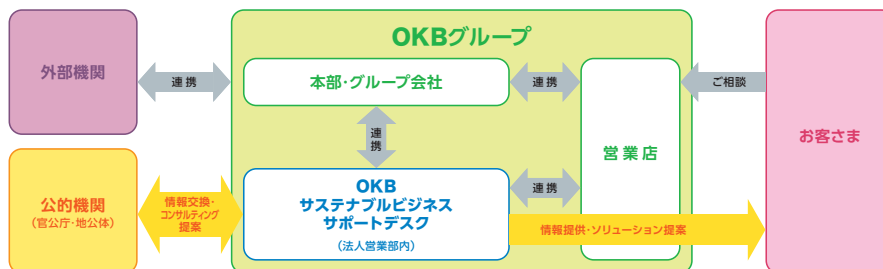 OKBグループ
外部機関
連携
本部・グループ会社
連携
営業店
ご相談
お客さま
連携
公的機関
(官公庁・地公体)
情報交換・
コンサルティング
提案
OKB
サステナブルビジネス
サポートデスク
(法人営業部内)
連携
情報提供・ソリューション提案